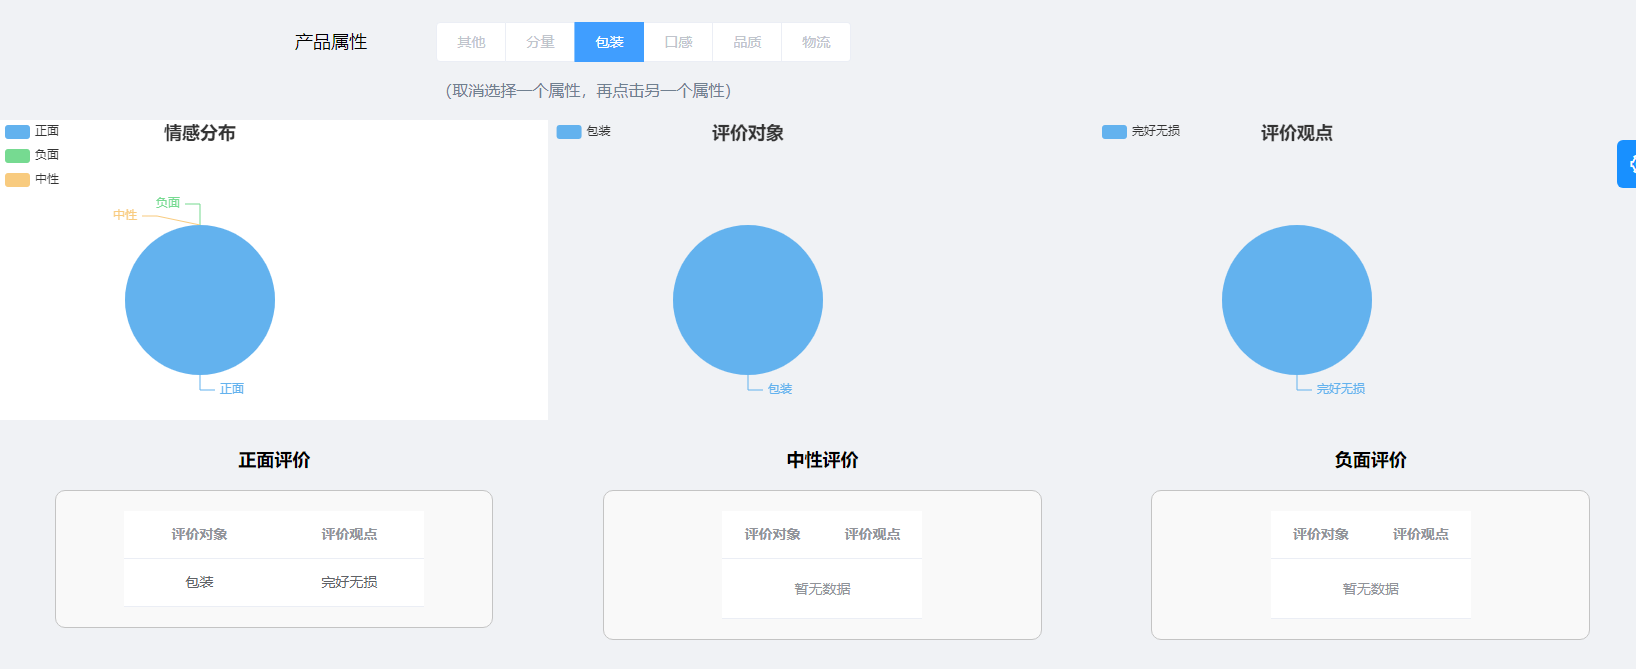 产品属性
其他 分量 包装 口感 品质 物流
（取消选择一个属性，再点击另一个属性）
正面
负面
中性
情感分布
负面
中性
正面
包装
评价对象
包装
完好无损
评价观点
完好无损
正面评价
评价对象 评价观点
包装 完好无损
中性评价
评价对象 评价观点
暂无数据
负面评价
评价对象 评价观点
暂无数据